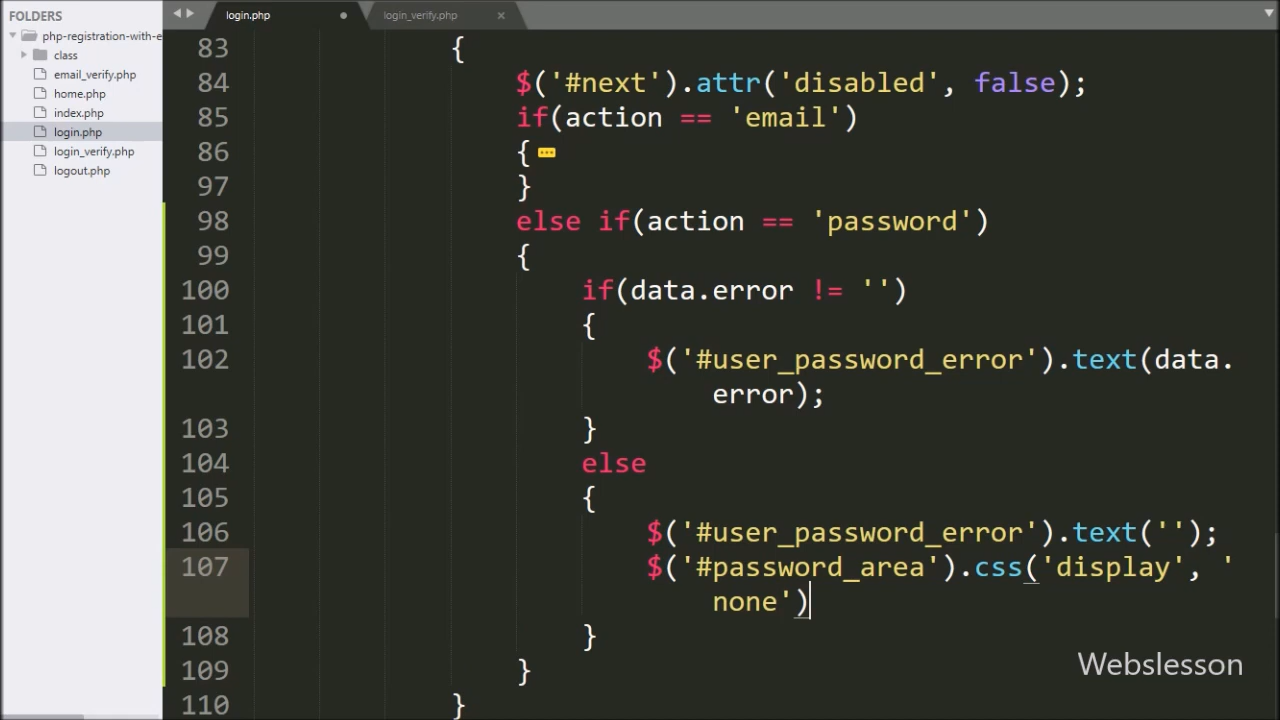 FOLDERS
php-registration-with-e
class
email_verify.php
home.php
index.php
login.php
login_verify.php
logout.php
login.php
login_verify.php
83 {
84 $('#next').attr('disabled', false);
85 if(action == 'email')
86 {
97 }
98 else if(action == 'password')
99 {
100 if(data.error != '')
101 {
102 $('#user_password_error').text(data.
error);
103 }
104 else
105 {
106 $('#user_password_error').text('');
107 $('#password_area').css('display', '
none')
108 }
109 }
110 }
Webslesson